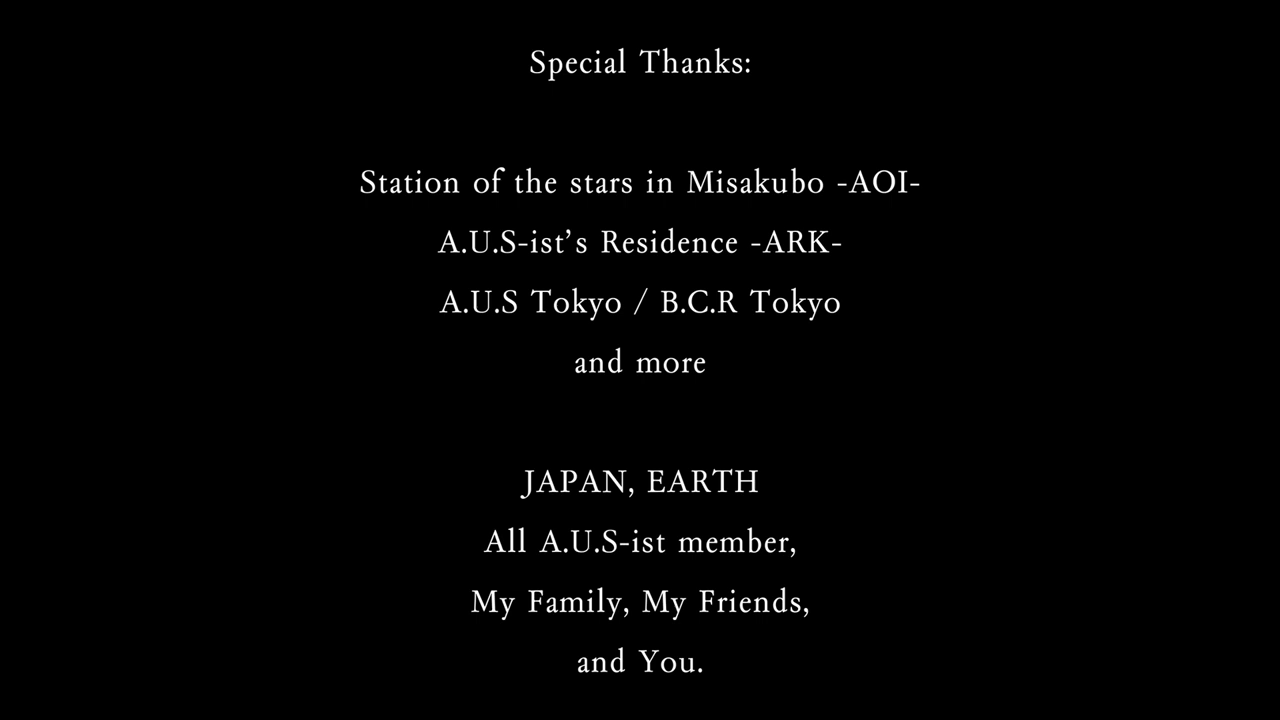 Special Thanks:
Station of the stars in Misakubo -AOI-
A.U.S-ist’s Residence -ARK-
A.U.S Tokyo / B.C.R Tokyo
and more
JAPAN, EARTH
All A.U.S-ist member,
My Family, My Friends,
and You.